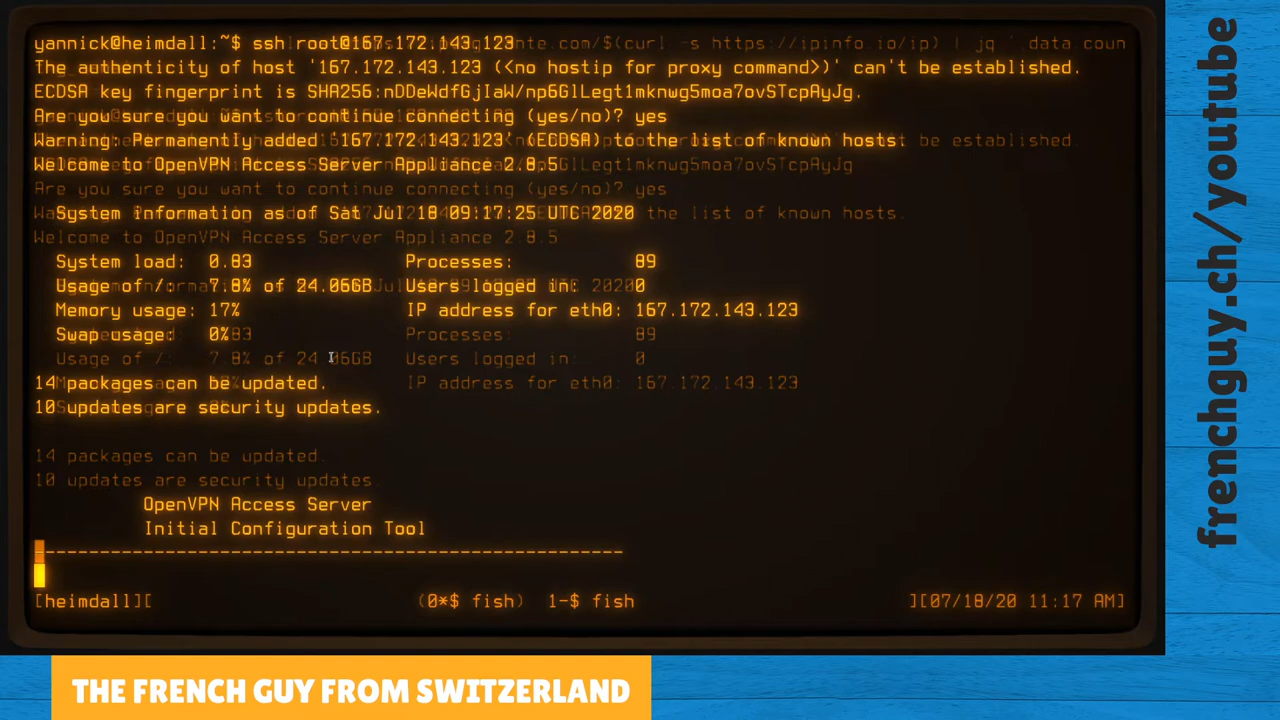 yannick@heimdall:~$ ssh root@167.172.143.123
The authenticity of host '167.172.143.123 (<no hostip for proxy command>)' can't be established.
ECDSA key fingerprint is SHA256:nDDeWdfGjIaW/np6GlLegt1mknwg5moa7ovSTcpAyJg.
Are you sure you want to continue connecting (yes/no)? yes
Warning: Permanently added '167.172.143.123' (ECDSA) to the list of known hosts.
Welcome to OpenVPN Access Server Appliance 2.8.5
System information as of Sat Jul 18 09:17:25 UTC 2020
System load: 0.83 Processes: 89
Usage of /: 7.8% of 24.06GB Users logged in: 0
Memory usage: 17% IP address for eth0: 167.172.143.123
Swap usage: 0%
14 packages can be updated.
10 updates are security updates.
OpenVPN Access Server
Initial Configuration Tool
------------------------------------------------------
[heimdall][ (0*$ fish) 1-$ fish ][07/18/20 11:17 AM]
frenchguy.ch/youtube
THE FRENCH GUY FROM SWITZERLAND